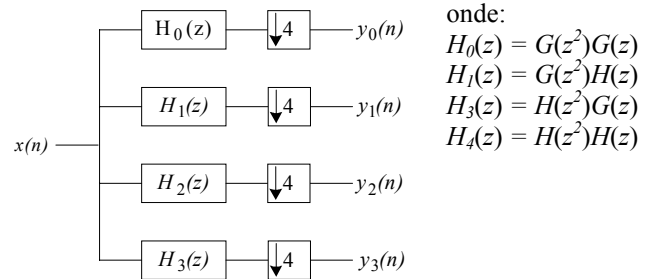 H0(z) ↓4 y0(n)
H1(z) ↓4 y1(n)
x(n)
H2(z) ↓4 y2(n)
H3(z) ↓4 y3(n)
onde:
H0(z) = G(z²)G(z)
H1(z) = G(z²)H(z)
H3(z) = H(z²)G(z)
H4(z) = H(z²)H(z)